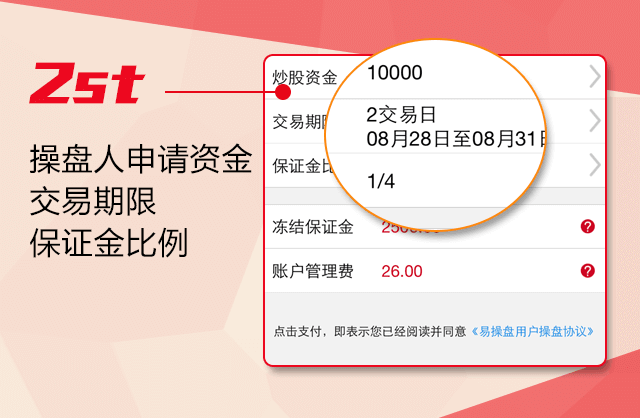 2st
操盘人申请资金
交易期限
保证金比例
炒股资金 10000
交易期 2交易日
08月28日至08月31日
保证金比 1/4
冻结保证金
账户管理费 26.00
点击支付，即表示您已经阅读并同意《易操盘用户操盘协议》